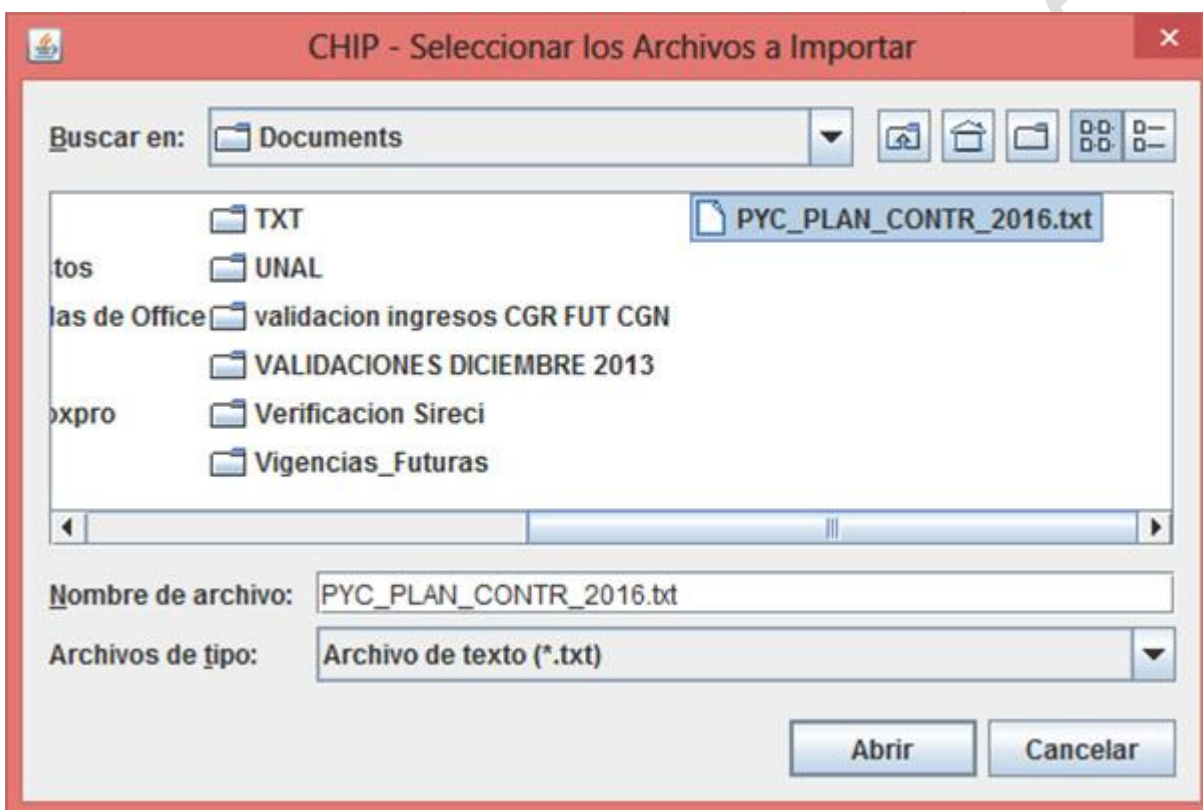 CHIP - Seleccionar los Archivos a Importar
Buscar en: Documents
TXT PYC_PLAN_CONTR_2016.txt
tos UNAL
las de Office validacion ingresos CGR FUT CGN
VALIDACIONES DICIEMBRE 2013
oxpro Verificacion Sireci
Vigencias_Futuras
Nombre de archivo: PYC_PLAN_CONTR_2016.txt
Archivos de tipo: Archivo de texto (*.txt)
Abrir Cancelar